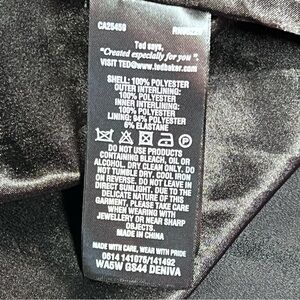 CA25459
Ted says,
"Created especially for you".
VISIT TED@www.tedbaker.com
SHELL: 100% POLYESTER
OUTER INTERLINING:
100% POLYESTER
INNER INTERLINING:
100% POLYESTER
LINING: 94% POLYESTER
6% ELASTANE
DO NOT USE PRODUCTS
CONTAINING BLEACH, OIL OR
ALCOHOL. DRY CLEAN ONLY. DO
NOT TUMBLE DRY. COOL IRON
DO NOT LEAVE DAMP OR IN
DIRECT SUNLIGHT. DUE TO THE
DELICATE NATURE OF THIS
GARMENT, PLEASE TAKE CARE
WHEN WEARING WITH
JEWELLERY OR NEAR SHARP
OBJECTS.
MADE IN CHINA
MADE WITH CARE, WEAR WITH PRIDE
0614 141075/141492
WA5W GS44 DENIVA